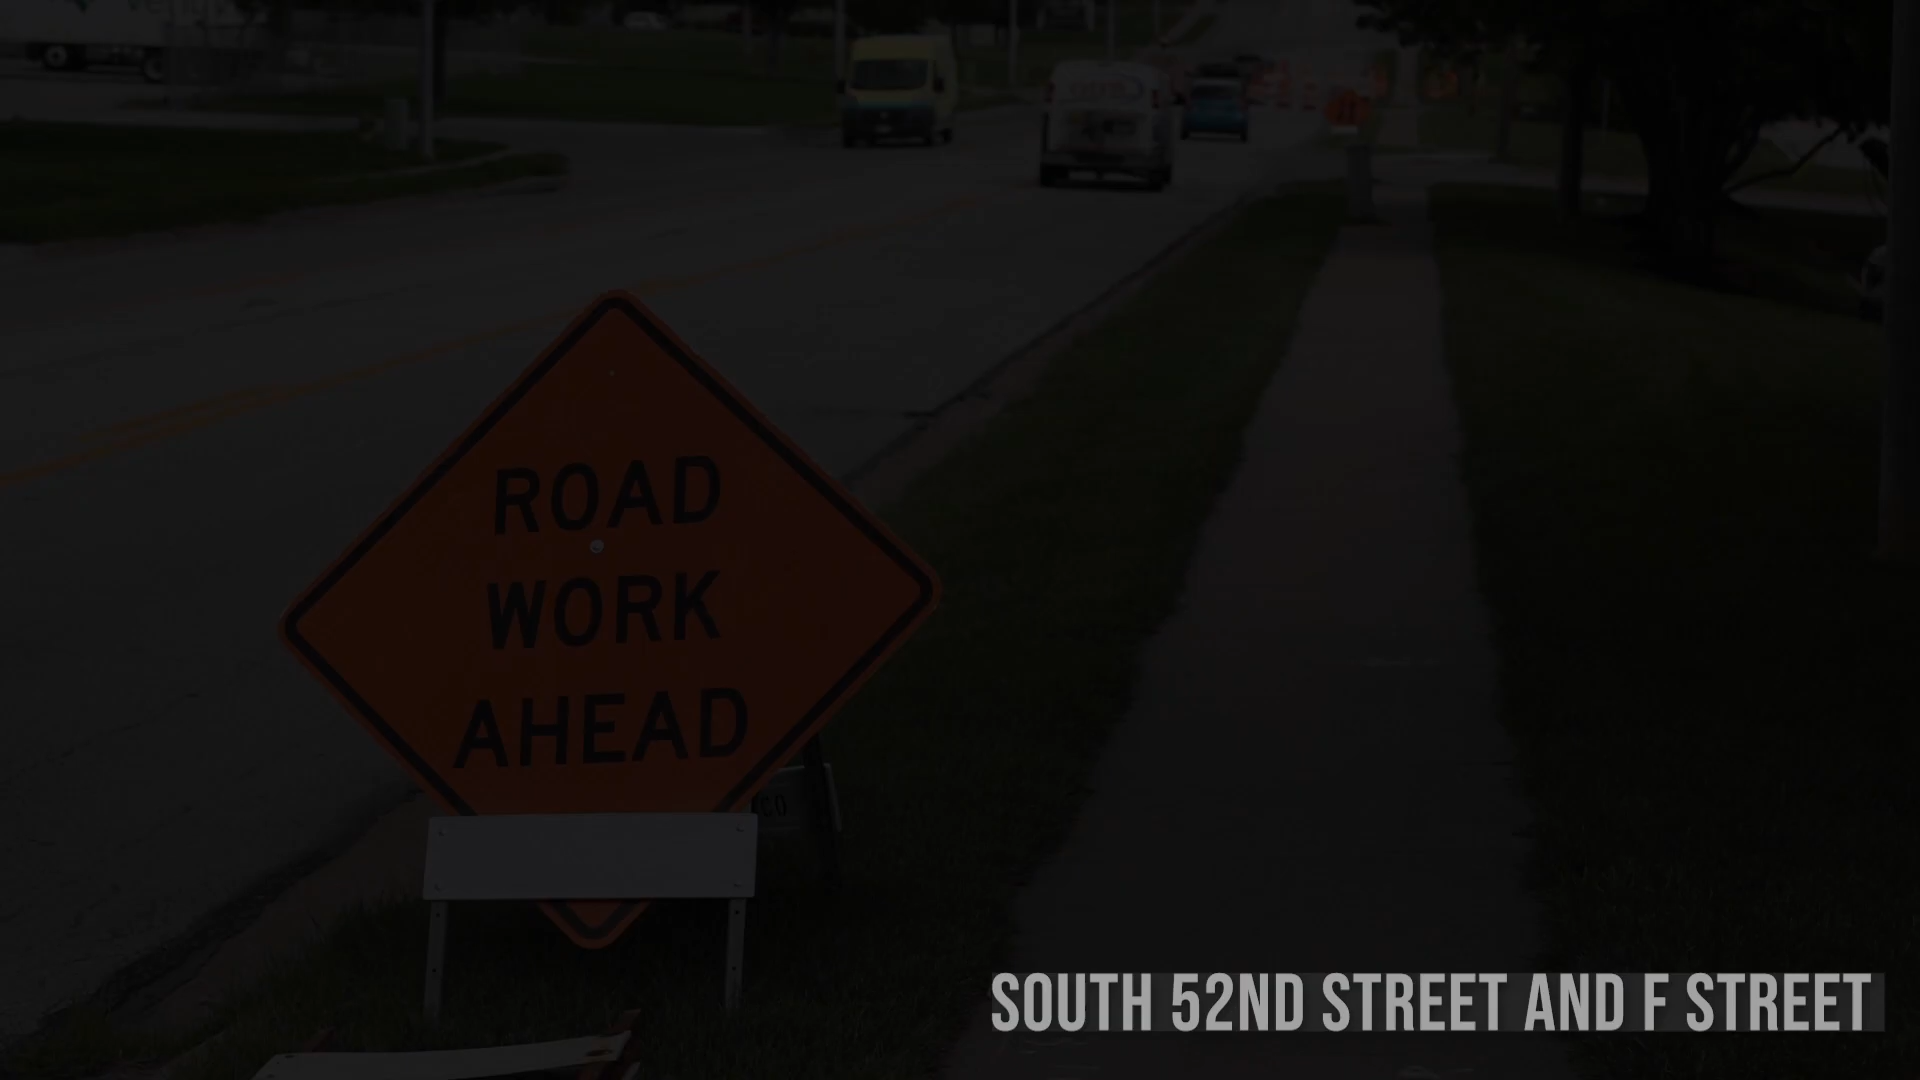 ROAD
WORK
AHEAD
SOUTH 52ND STREET AND F STREET